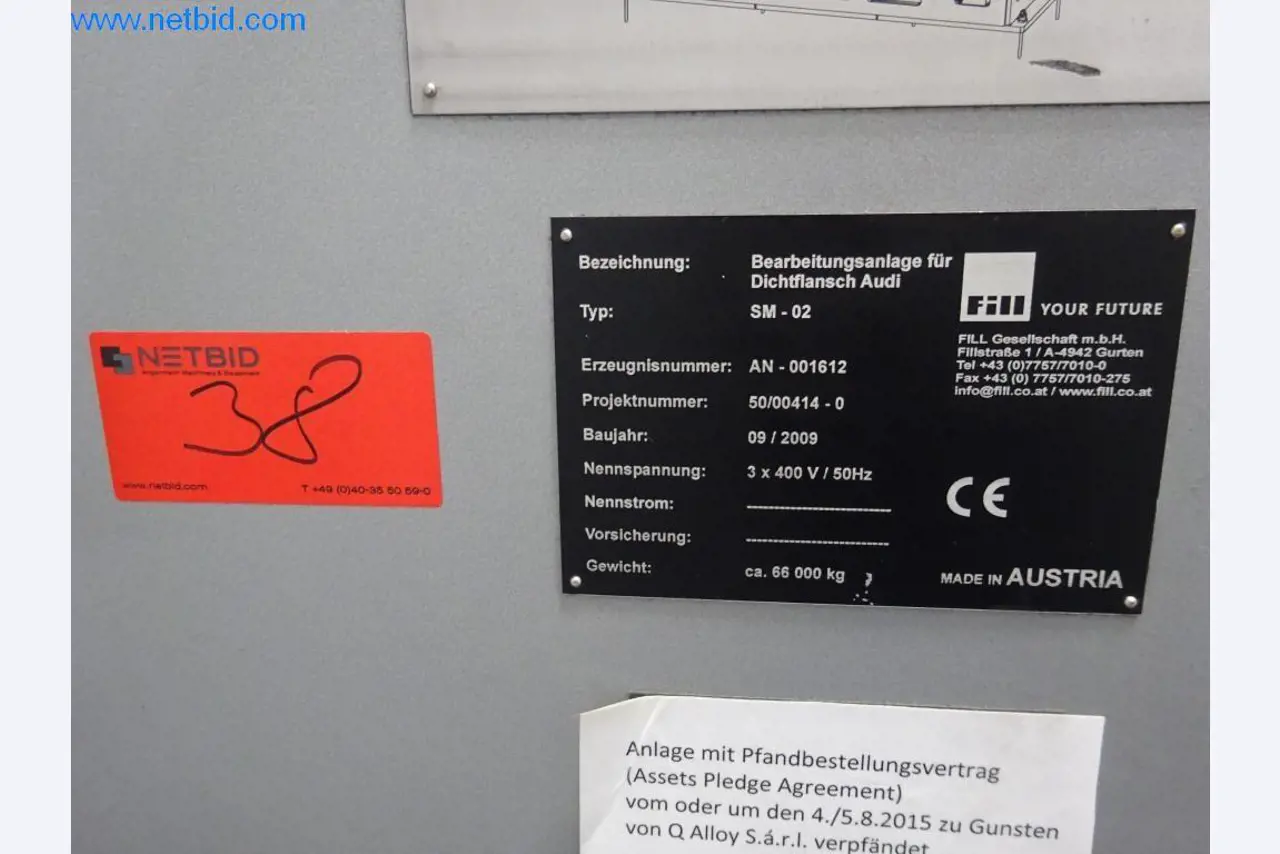 www.netbid.com
Bezeichnung: Bearbeitungsanlage für
Dichtflansch Audi
Typ: SM - 02
Erzeugnisnummer: AN - 001612
Projektnummer: 50/00414 - 0
Baujahr: 09 / 2009
Nennspannung: 3 x 400 V / 50Hz
Nennstrom:
Vorsicherung:
Gewicht: ca. 66 000 kg
Fill YOUR FUTURE
FILL Gesellschaft m.b.H.
Fillstraße 1 / A-4942 Gurten
Tel +43 (0)7757/7010-0
Fax +43 (0) 7757/7010-275
info@fill.co.at / www.fill.co.at
CE
MADE IN AUSTRIA
NETBID
38
www.netbid.com T +49 (0)40-35 50 59-0
Anlage mit Pfandbestellungsvertrag
(Assets Pledge Agreement)
vom oder um den 4./5.8.2015 zu Gunsten
von Q Alloy S.á.r.l. verpfändet